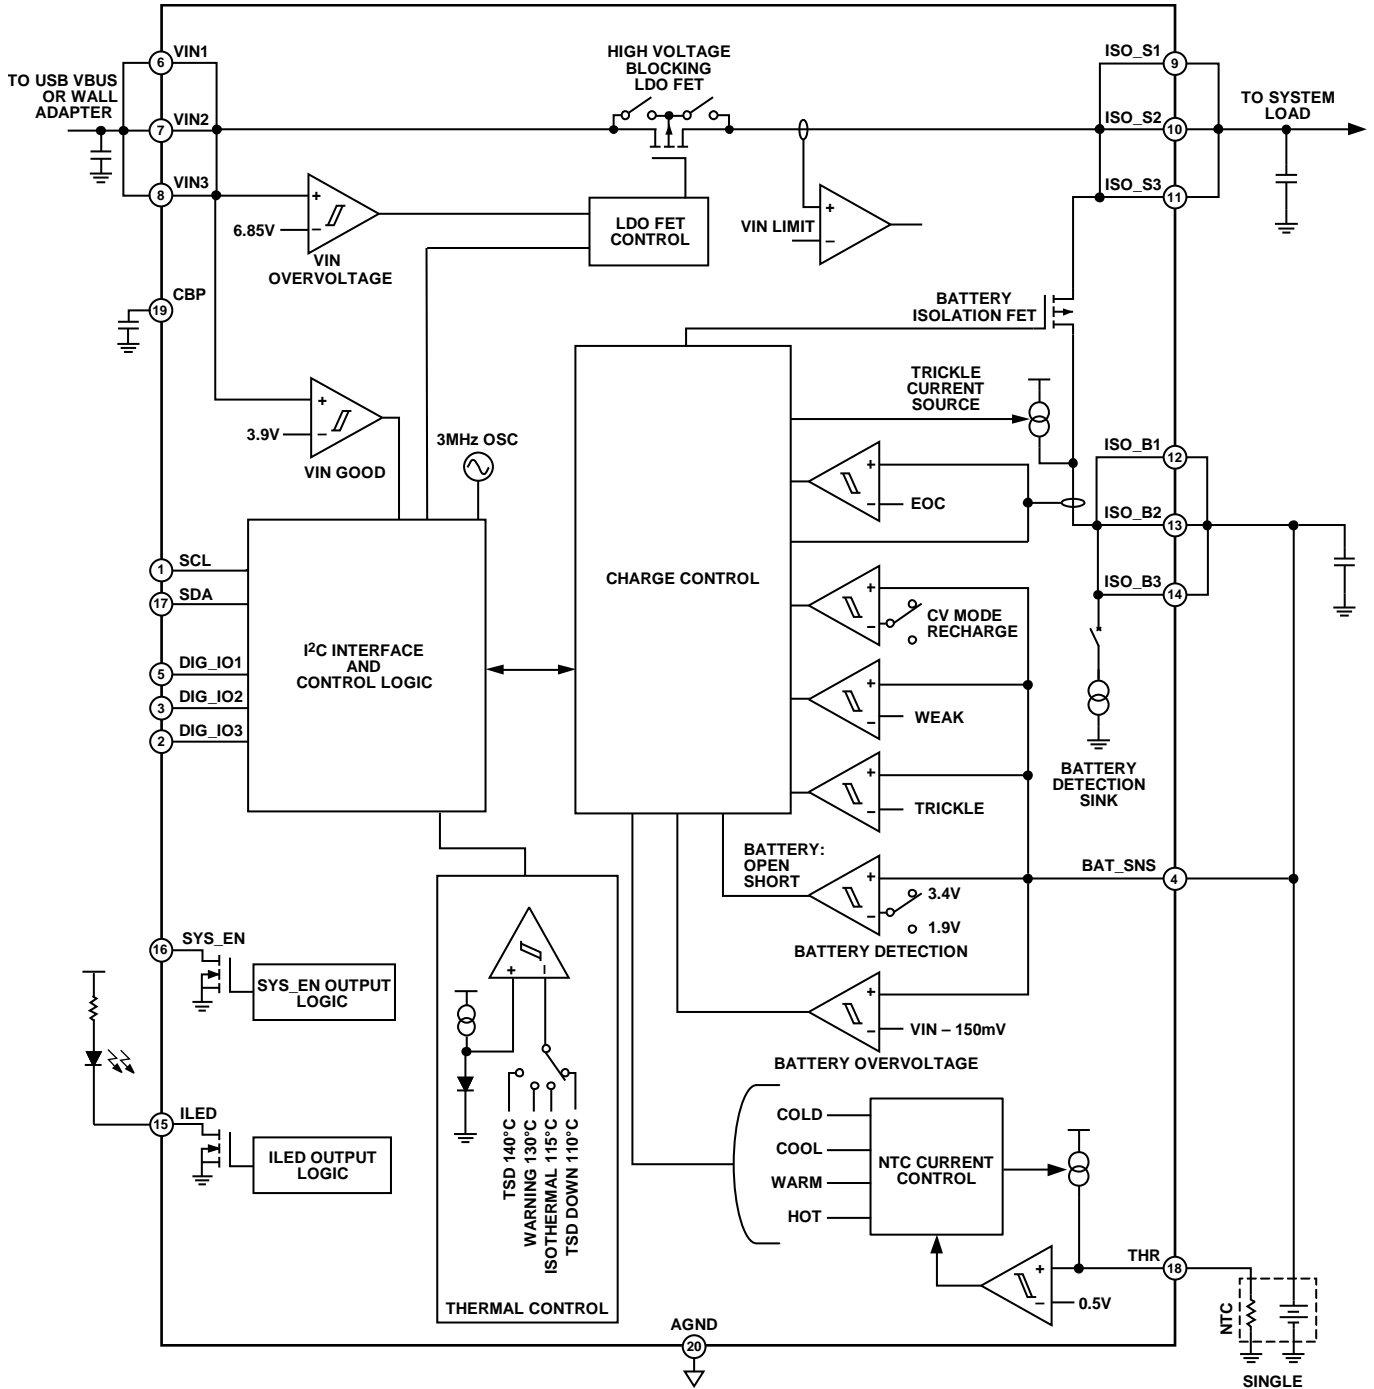 HIGH VOLTAGE
BLOCKING
LDO FET
TO USB VBUS
OR WALL
ADAPTER
6
VIN1
7
VIN2
8
VIN3
ISO_S1
9
ISO_S2
10
ISO_S3
11
TO SYSTEM
LOAD
+
6.85V
–
VIN
OVERVOLTAGE
LDO FET
CONTROL
+
VIN LIMIT
–
CBP
19
BATTERY
ISOLATION FET
+
3.9V
–
VIN GOOD
3MHz OSC
TRICKLE
CURRENT
SOURCE
+
–
EOC
ISO_B1
12
ISO_B2
13
ISO_B3
14
SCL
1
SDA
17
DIG_IO1
5
DIG_IO2
3
DIG_IO3
2
I2C INTERFACE
AND
CONTROL LOGIC
CHARGE CONTROL
+
–
CV MODE
RECHARGE
+
–
WEAK
+
–
TRICKLE
BATTERY
DETECTION
SINK
BATTERY:
OPEN
SHORT
+
–
3.4V
1.9V
BATTERY DETECTION
BAT_SNS
4
+
–
VIN – 150mV
BATTERY OVERVOLTAGE
SYS_EN
16
SYS_EN OUTPUT
LOGIC
ILED
15
ILED OUTPUT
LOGIC
+
–
TSD 140°C
WARNING 130°C
ISOTHERMAL 115°C
TSD DOWN 110°C
THERMAL CONTROL
COLD
COOL
WARM
HOT
NTC CURRENT
CONTROL
+
–
0.5V
THR
18
NTC
SINGLE
AGND
20